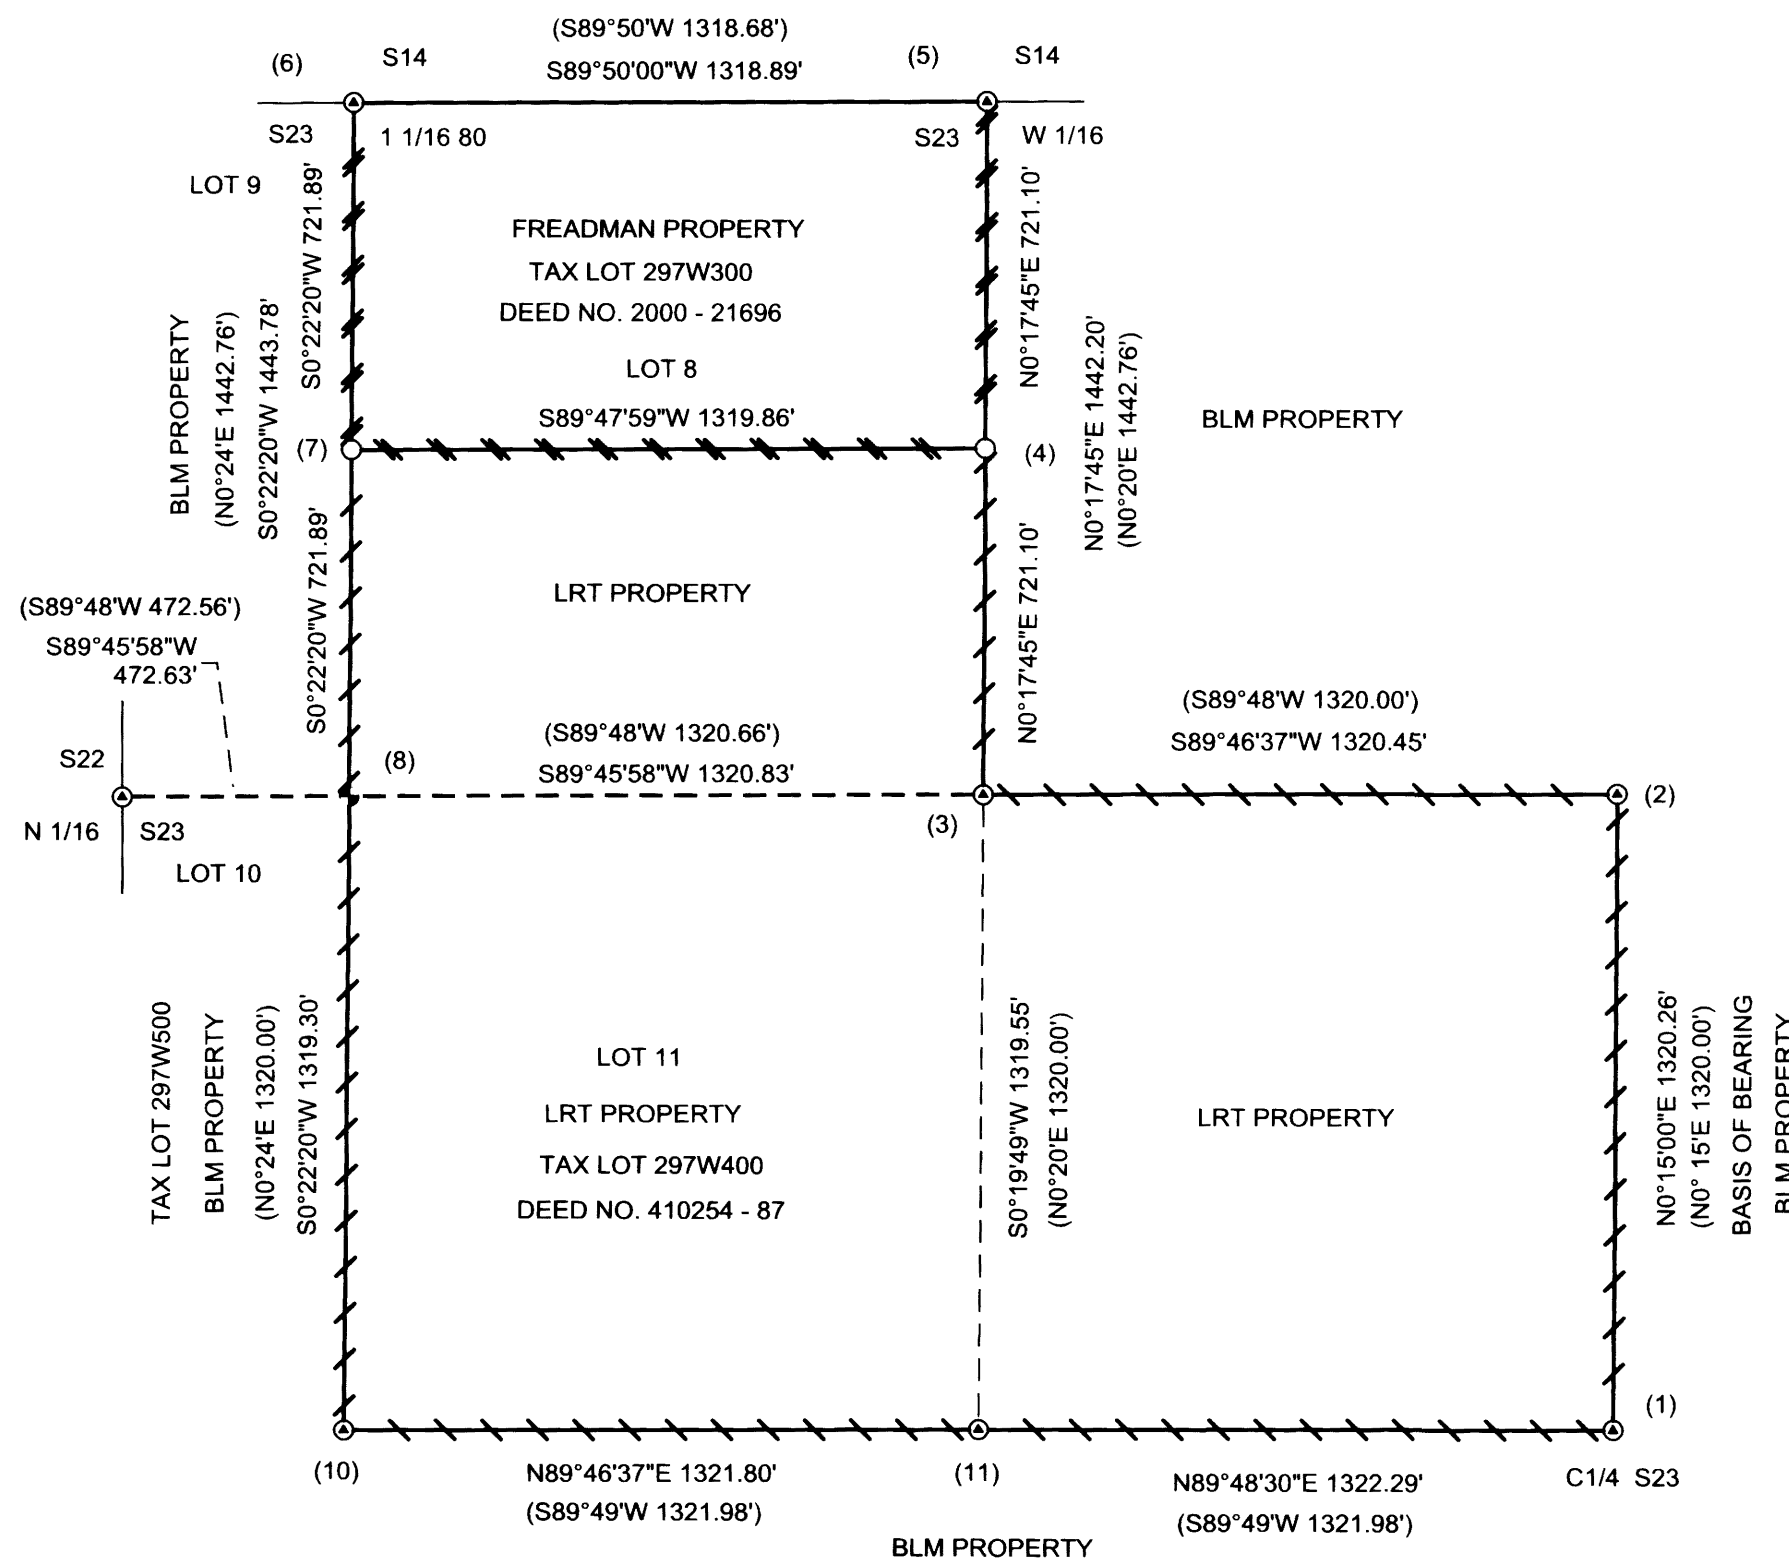 (S89°50'W 1318.68')
S89°50'00"W 1318.89'
(6)
S14
(5)
S14
S23
1 1/16 80
S23
W 1/16
LOT 9
S0°22'20"W 721.89'
FREADMAN PROPERTY
TAX LOT 297W300
DEED NO. 2000 - 21696
LOT 8
S89°47'59"W 1319.86'
N0°17'45"E 721.10'
BLM PROPERTY
(N0°24'E 1442.76')
S0°22'20"W 1443.78'
N0°17'45"E 1442.20'
(N0°20'E 1442.76')
BLM PROPERTY
(7)
(4)
S0°22'20"W 721.89'
LRT PROPERTY
N0°17'45"E 721.10'
(S89°48'W 472.56')
S89°45'58"W
472.63'
(S89°48'W 1320.66')
S89°45'58"W 1320.83'
(8)
(S89°48'W 1320.00')
S89°46'37"W 1320.45'
S22
N 1/16
S23
LOT 10
(3)
(2)
TAX LOT 297W500
BLM PROPERTY
(N0°24'E 1320.00')
S0°22'20"W 1319.30'
LOT 11
LRT PROPERTY
TAX LOT 297W400
DEED NO. 410254 - 87
S0°19'49"W 1319.55'
(N0°20'E 1320.00')
LRT PROPERTY
N0°15'00"E 1320.26'
(N0° 15'E 1320.00')
BASIS OF BEARING
BLM PROPERTY
(1)
(10)
N89°46'37"E 1321.80'
(S89°49'W 1321.98')
(11)
N89°48'30"E 1322.29'
(S89°49'W 1321.98')
C1/4 S23
BLM PROPERTY